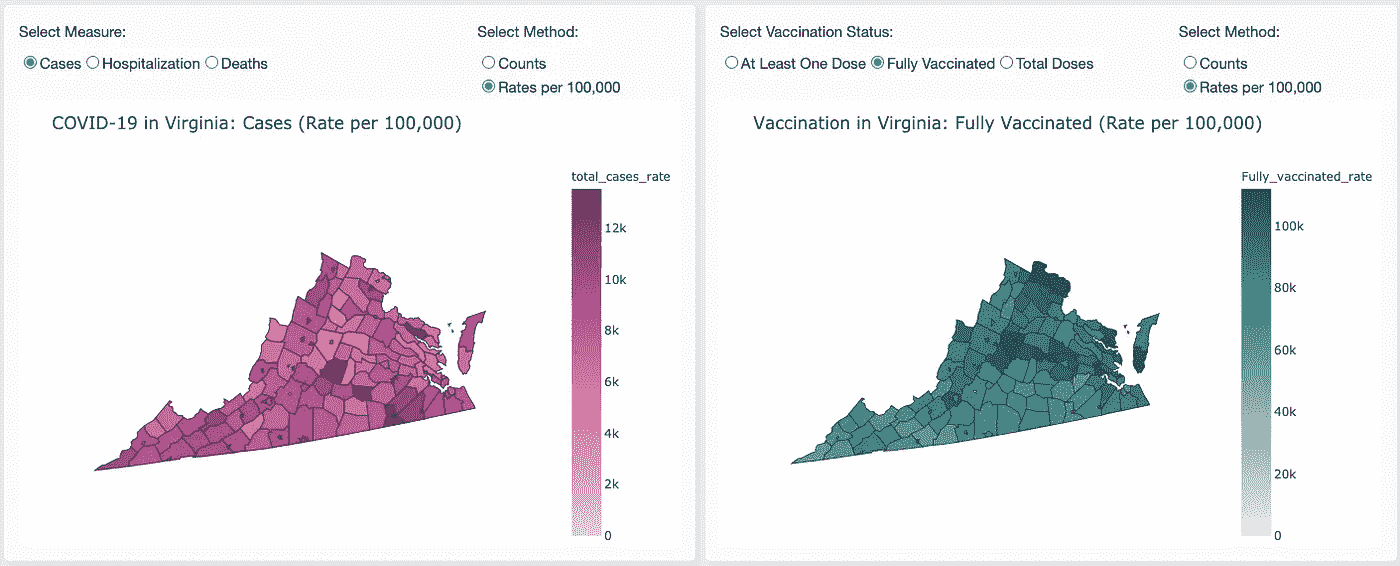 Select Measure:
Select Method:
Cases Hospitalization Deaths
Counts
Rates per 100,000
COVID-19 in Virginia: Cases (Rate per 100,000)
total_cases_rate
12k
10k
8k
6k
4k
2k
0
Select Vaccination Status:
Select Method:
At Least One Dose Fully Vaccinated Total Doses
Counts
Rates per 100,000
Vaccination in Virginia: Fully Vaccinated (Rate per 100,000)
Fully_vaccinated_rate
100k
80k
60k
40k
20k
0